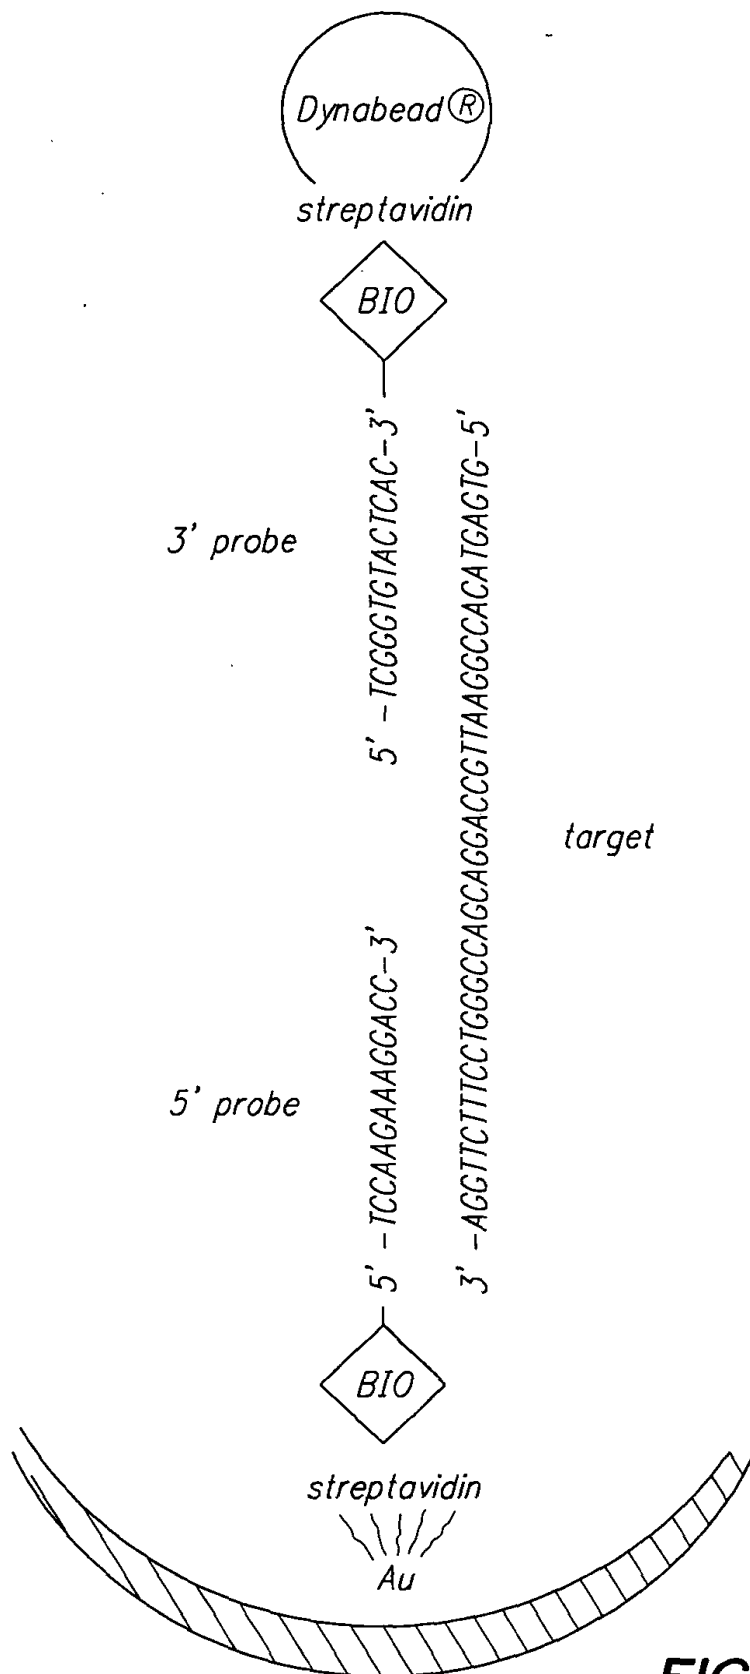 Dynabead®
streptavidin
BIO
3' probe
5' -TCGGGTGTACTCAC-3'
3' -AGGTTCTTTCCTGGGCCAGCAGGACCGTTAAGGCCACATGAGTG-5'
target
5' probe
5' -TCCAAGAAAGGACC-3'
BIO
streptavidin
Au